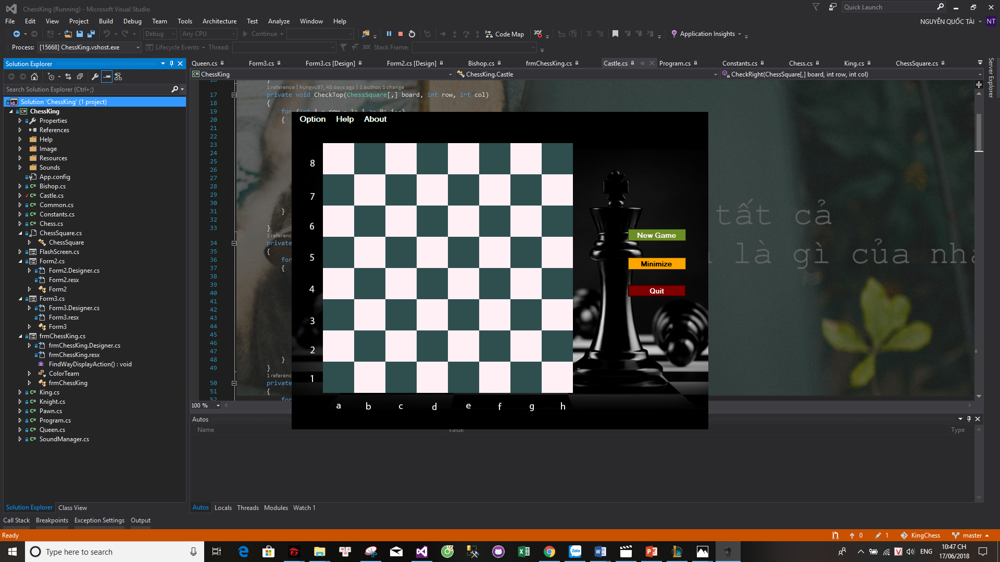 ChessKing (Running) - Microsoft Visual Studio
Quick Launch
File Edit View Project Build Debug Team Tools Architecture Test Analyze Window Help
NGUYỄN QUỐC TÀI NT
Debug Any CPU Continue Code Map Application Insights
Process: [15668] ChessKing.vshost.exe Lifecycle Events Thread: Stack Frame:
Solution Explorer
Search Solution Explorer (Ctrl+;)
Solution 'ChessKing' (1 project)
ChessKing
Properties
References
Help
Image
Resources
Sounds
App.config
Bishop.cs
Castle.cs
Common.cs
Constants.cs
Chess.cs
ChessSquare.cs
ChessSquare
FlashScreen.cs
Form2.cs
Form2.Designer.cs
Form2.resx
Form2
Form3.cs
Form3.Designer.cs
Form3.resx
Form3
frmChessKing.cs
frmChessKing.Designer.cs
frmChessKing.resx
FindWayDisplayAction() : void
ColorTeam
frmChessKing
King.cs
Knight.cs
Pawn.cs
Program.cs
Queen.cs
SoundManager.cs
Solution Explorer Class View
Queen.cs Form3.cs Form3.cs [Design] Form2.cs [Design] Bishop.cs frmChessKing.cs Castle.cs Program.cs Constants.cs Chess.cs King.cs ChessSquare.cs
ChessKing ChessKing.Castle CheckRight(ChessSquare[,] board, int row, int col)
Server Explorer
1 reference | hungvu97, 48 days ago | 1 author, 1 change
17 private void CheckTop(ChessSquare[,] board, int row, int col)
18 {
19 for (int i = row - 1; i >= 0; i--)
20 {
21
22
23
24
25
26
27
28
29
30
31 }
32
33 }
1 referenc
34 private
35 {
36 for
37 {
38
39
40
41
42
43
44
45
46
47
48 }
49 }
1 referenc
50 private
51 {
52 for
100 %
tất cả
là gì của nh
Option Help About
8
7
6
5
4
3
2
1
a b c d e f g h
New Game
Minimize
Quit
Autos
Name Value Type
Autos Locals Threads Modules Watch 1
Call Stack Breakpoints Exception Settings Output
Ready
0 1 KingChess master
Type here to search
Zalo
ENG
10:47 CH
17/06/2018